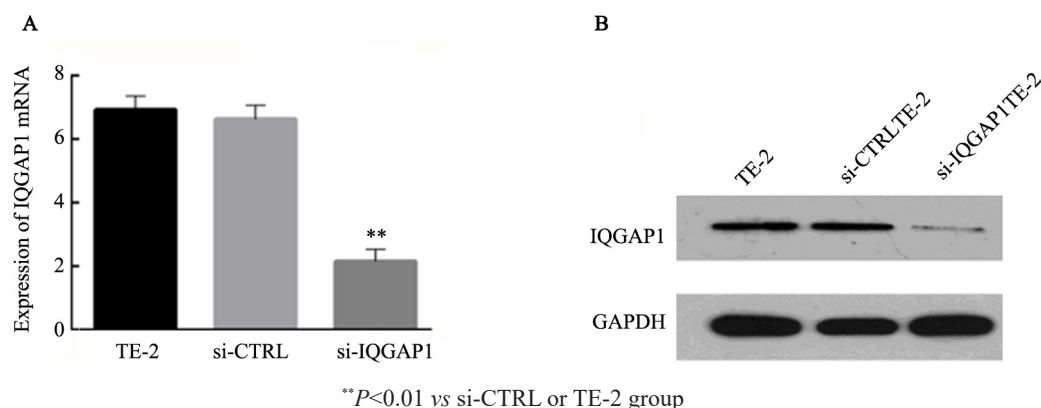 A
Expression of IQGAP1 mRNA
8
6
4
2
0
**
TE-2
si-CTRL
si-IQGAP1
B
TE-2
si-CTRLTE-2
si-IQGAP1TE-2
IQGAP1
GAPDH
**P<0.01 vs si-CTRL or TE-2 group